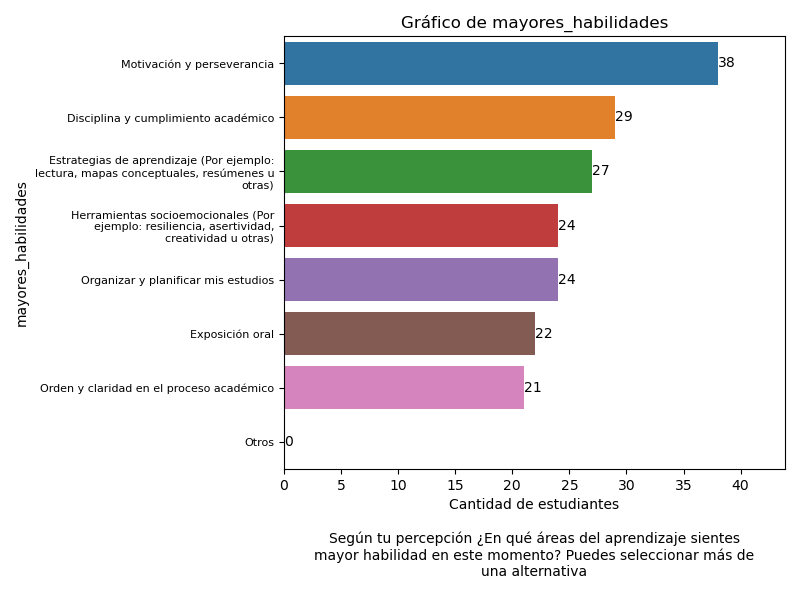 Gráfico de mayores_habilidades
mayores_habilidades
Motivación y perseverancia
38
Disciplina y cumplimiento académico
29
Estrategias de aprendizaje (Por ejemplo:
lectura, mapas conceptuales, resúmenes u
otras)
27
Herramientas socioemocionales (Por
ejemplo: resiliencia, asertividad,
creatividad u otras)
24
Organizar y planificar mis estudios
24
Exposición oral
22
Orden y claridad en el proceso académico
21
Otros
0
0 5 10 15 20 25 30 35 40
Cantidad de estudiantes
Según tu percepción ¿En qué áreas del aprendizaje sientes
mayor habilidad en este momento? Puedes seleccionar más de
una alternativa